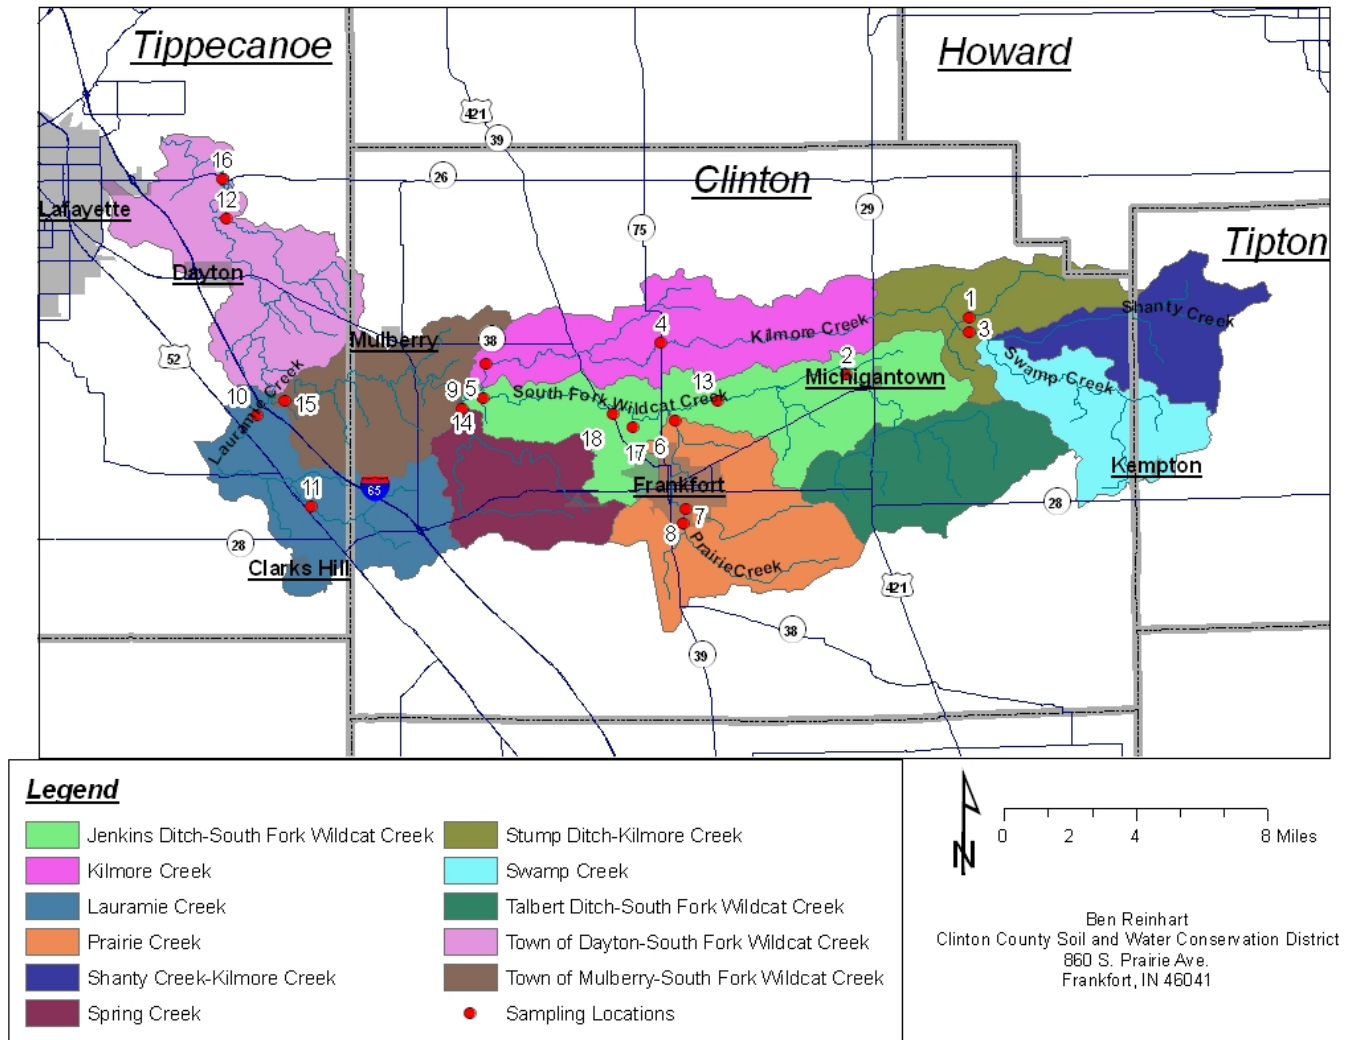 Tippecanoe
Howard
421
39
26
Clinton
16
12
Lafayette
75
29
Tipton
Dayton
Shanty Creek
1
3
4
Kilmore Creek
Mulberry
38
52
2
Swamp Creek
Michigantown
13
South Fork Wildcat Creek
9
5
10
15
14
Lauramie Creek
18
17
6
Kempton
Frankfort
11
65
28
7
8
28
Prairie Creek
Clarks Hill
421
38
39
Legend
Jenkins Ditch-South Fork Wildcat Creek
Kilmore Creek
Lauramie Creek
Prairie Creek
Shanty Creek-Kilmore Creek
Spring Creek
Stump Ditch-Kilmore Creek
Swamp Creek
Talbert Ditch-South Fork Wildcat Creek
Town of Dayton-South Fork Wildcat Creek
Town of Mulberry-South Fork Wildcat Creek
Sampling Locations
N
0 2 4 8 Miles
Ben Reinhart
Clinton County Soil and Water Conservation District
860 S. Prairie Ave.
Frankfort, IN 46041